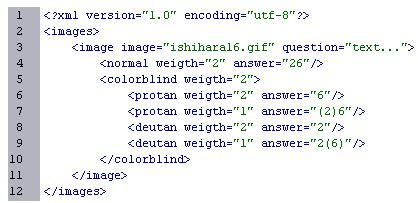 1 <?xml version="1.0" encoding="utf-8"?>
2 <images>
3     <image image="ishihara16.gif" question="text...">
4         <normal weigth="2" answer="26"/>
5         <colorblind weigth="2">
6             <protan weigth="2" answer="6"/>
7             <protan weigth="1" answer="(2)6"/>
8             <deutan weigth="2" answer="2"/>
9             <deutan weigth="1" answer="2(6)"/>
10         </colorblind>
11     </image>
12 </images>